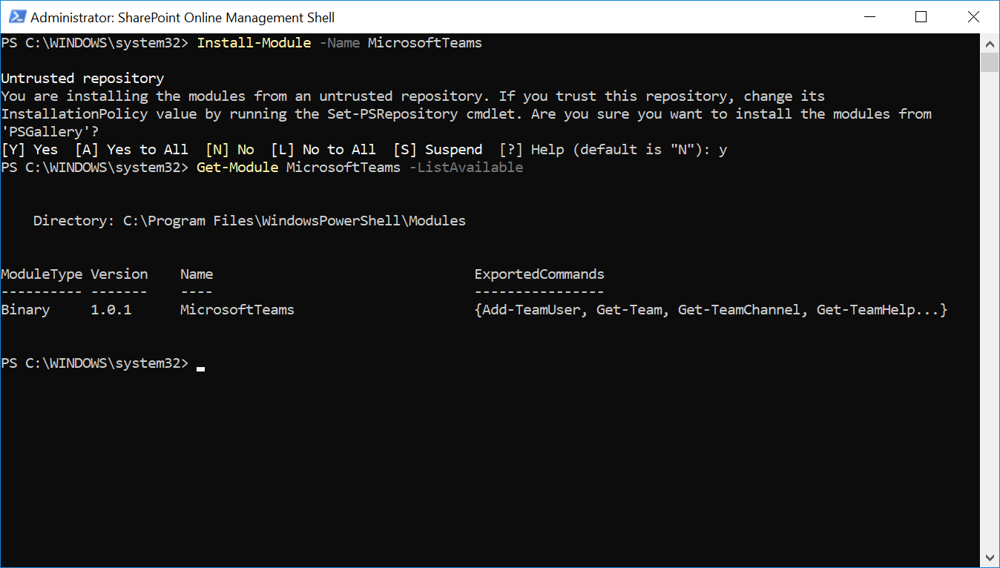 Administrator: SharePoint Online Management Shell
PS C:\WINDOWS\system32> Install-Module -Name MicrosoftTeams
Untrusted repository
You are installing the modules from an untrusted repository. If you trust this repository, change its
InstallationPolicy value by running the Set-PSRepository cmdlet. Are you sure you want to install the modules from
'PSGallery'?
[Y] Yes  [A] Yes to All  [N] No  [L] No to All  [S] Suspend  [?] Help (default is "N"): y
PS C:\WINDOWS\system32> Get-Module MicrosoftTeams -ListAvailable
    Directory: C:\Program Files\WindowsPowerShell\Modules
ModuleType Version    Name                                ExportedCommands
---------- -------    ----                                ----------------
Binary     1.0.1      MicrosoftTeams                      {Add-TeamUser, Get-Team, Get-TeamChannel, Get-TeamHelp...}
PS C:\WINDOWS\system32>